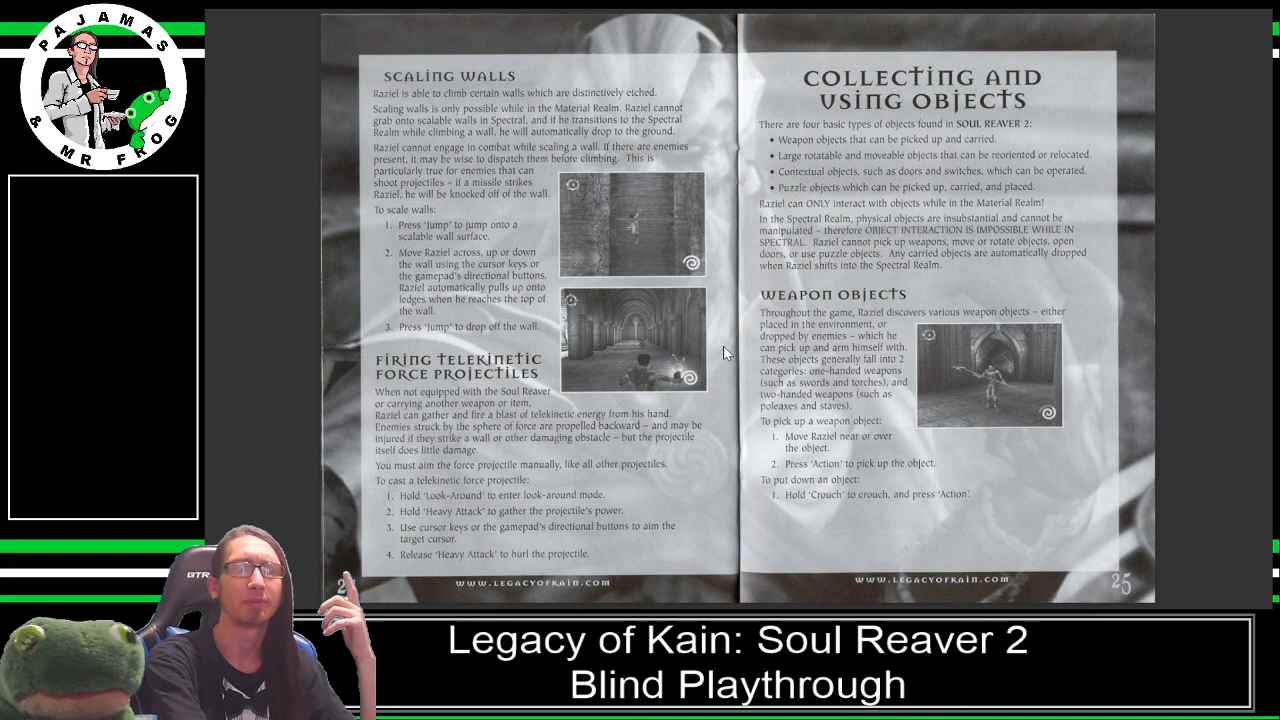 PAJAMAS
& MR FROG
SCALING WALLS
Raziel is able to climb certain walls which are distinctively etched.
Scaling walls is only possible while in the Material Realm. Raziel cannot
grab onto scalable walls in Spectral, and if he transitions to the Spectral
Realm while climbing a wall, he will automatically drop to the ground.
Raziel cannot engage in combat while scaling a wall. If there are enemies
present, it may be wise to dispatch them before climbing. This is
particularly true for enemies that can
shoot projectiles – if a missile strikes
Raziel, he will be knocked off of the wall.
To scale walls:
1. Press 'Jump' to jump onto a
scalable wall surface.
2. Move Raziel across, up or down
the wall using the cursor keys or
the gamepad's directional buttons.
Raziel automatically pulls up onto
ledges when he reaches the top of
the wall.
3. Press 'Jump' to drop off the wall.
FIRING TELEKINETIC
FORCE PROJECTILES
When not equipped with the Soul Reaver
or carrying another weapon or item,
Raziel can gather and fire a blast of telekinetic energy from his hand.
Enemies struck by the sphere of force are propelled backward – and may be
injured if they strike a wall or other damaging obstacle – but the projectile
itself does little damage.
You must aim the force projectile manually, like all other projectiles.
To cast a telekinetic force projectile:
1. Hold 'Look-Around' to enter look-around mode.
2. Hold 'Heavy Attack' to gather the projectile's power.
3. Use cursor keys or the gamepad's directional buttons to aim the
target cursor.
4. Release 'Heavy Attack' to hurl the projectile.
2
WWW.LEGACYOFKAIN.COM
COLLECTING AND
USING OBJECTS
There are four basic types of objects found in SOUL REAVER 2:
• Weapon objects that can be picked up and carried.
• Large rotatable and moveable objects that can be reoriented or relocated.
• Contextual objects, such as doors and switches, which can be operated.
• Puzzle objects which can be picked up, carried, and placed.
Raziel can ONLY interact with objects while in the Material Realm!
In the Spectral Realm, physical objects are insubstantial and cannot be
manipulated – therefore OBJECT INTERACTION IS IMPOSSIBLE WHILE IN
SPECTRAL. Raziel cannot pick up weapons, move or rotate objects, open
doors, or use puzzle objects. Any carried objects are automatically dropped
when Raziel shifts into the Spectral Realm.
WEAPON OBJECTS
Throughout the game, Raziel discovers various weapon objects – either
placed in the environment, or
dropped by enemies – which he
can pick up and arm himself with.
These objects generally fall into 2
categories: one-handed weapons
(such as swords and torches), and
two-handed weapons (such as
poleaxes and staves).
To pick up a weapon object:
1. Move Raziel near or over
the object.
2. Press 'Action' to pick up the object.
To put down an object:
1. Hold 'Crouch' to crouch, and press 'Action'.
WWW.LEGACYOFKAIN.COM
25
GTR
Legacy of Kain: Soul Reaver 2
Blind Playthrough